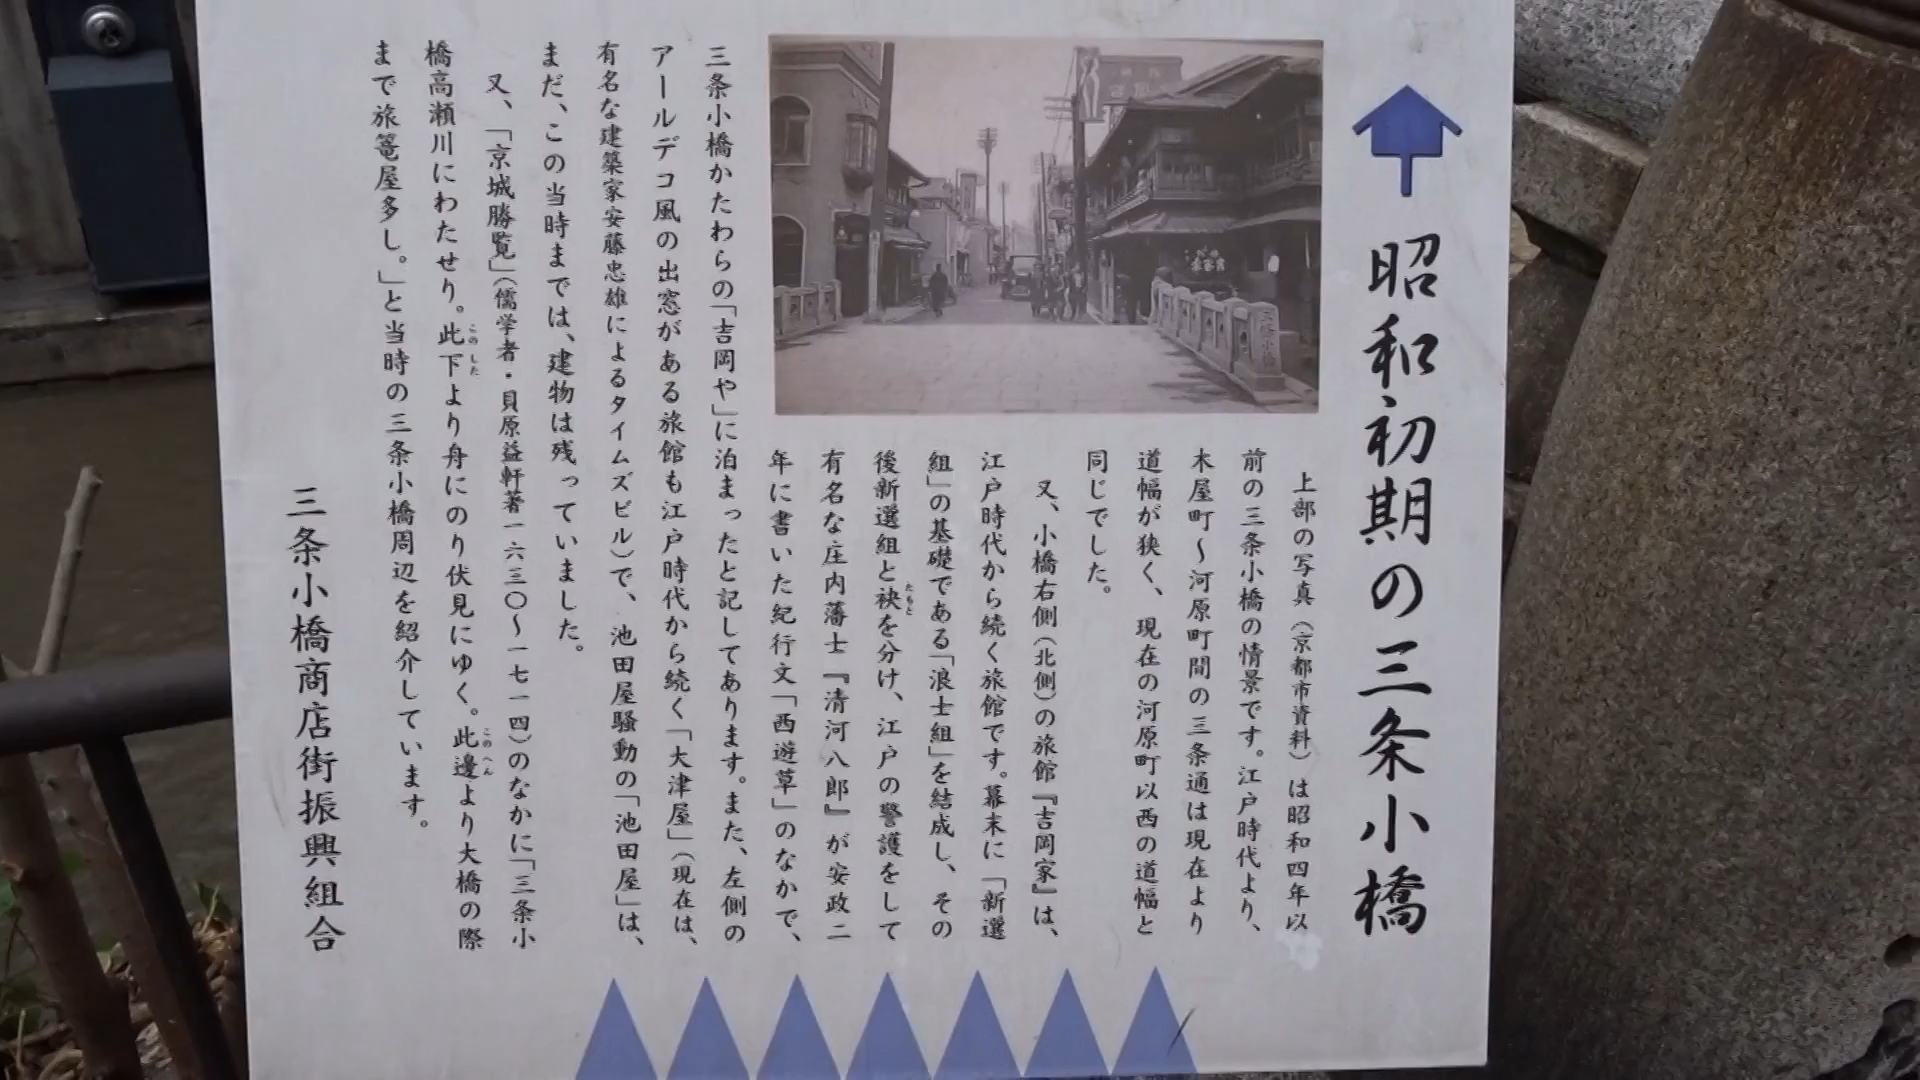 昭和初期の三条小橋
上部の写真（京都市資料）は昭和四年以
前の三条小橋の情景です。江戸時代より、
木屋町～河原町間の三条通は現在より
道幅が狭く、現在の河原町以西の道幅と
同じでした。
又、小橋右側（北側）の旅館『吉岡家』は、
江戸時代から続く旅館です。幕末に「新選
組」の基礎である「浪士組」を結成し、その
後新選組と袂を分け、江戸の警護をして
たもと
有名な庄内藩士『清河八郎』が安政二
年に書いた紀行文「西遊草」のなかで、
三条小橋かたわらの「吉岡や」に泊まったと記してあります。また、左側の
アールデコ風の出窓がある旅館も江戸時代から続く「大津屋」（現在は、
有名な建築家安藤忠雄によるタイムズビル）で、池田屋騒動の「池田屋」は、
まだ、この当時までは、建物は残っていました。
又、「京城勝覧」（儒学者・貝原益軒著一六三〇～一七一四）のなかに「三条小
橋高瀬川にわたせり。此下より舟にのり伏見にゆく。此邊より大橋の際
このした
このへん
まで旅篭屋多し。」と当時の三条小橋周辺を紹介しています。
三条小橋商店街振興組合
三條小橋